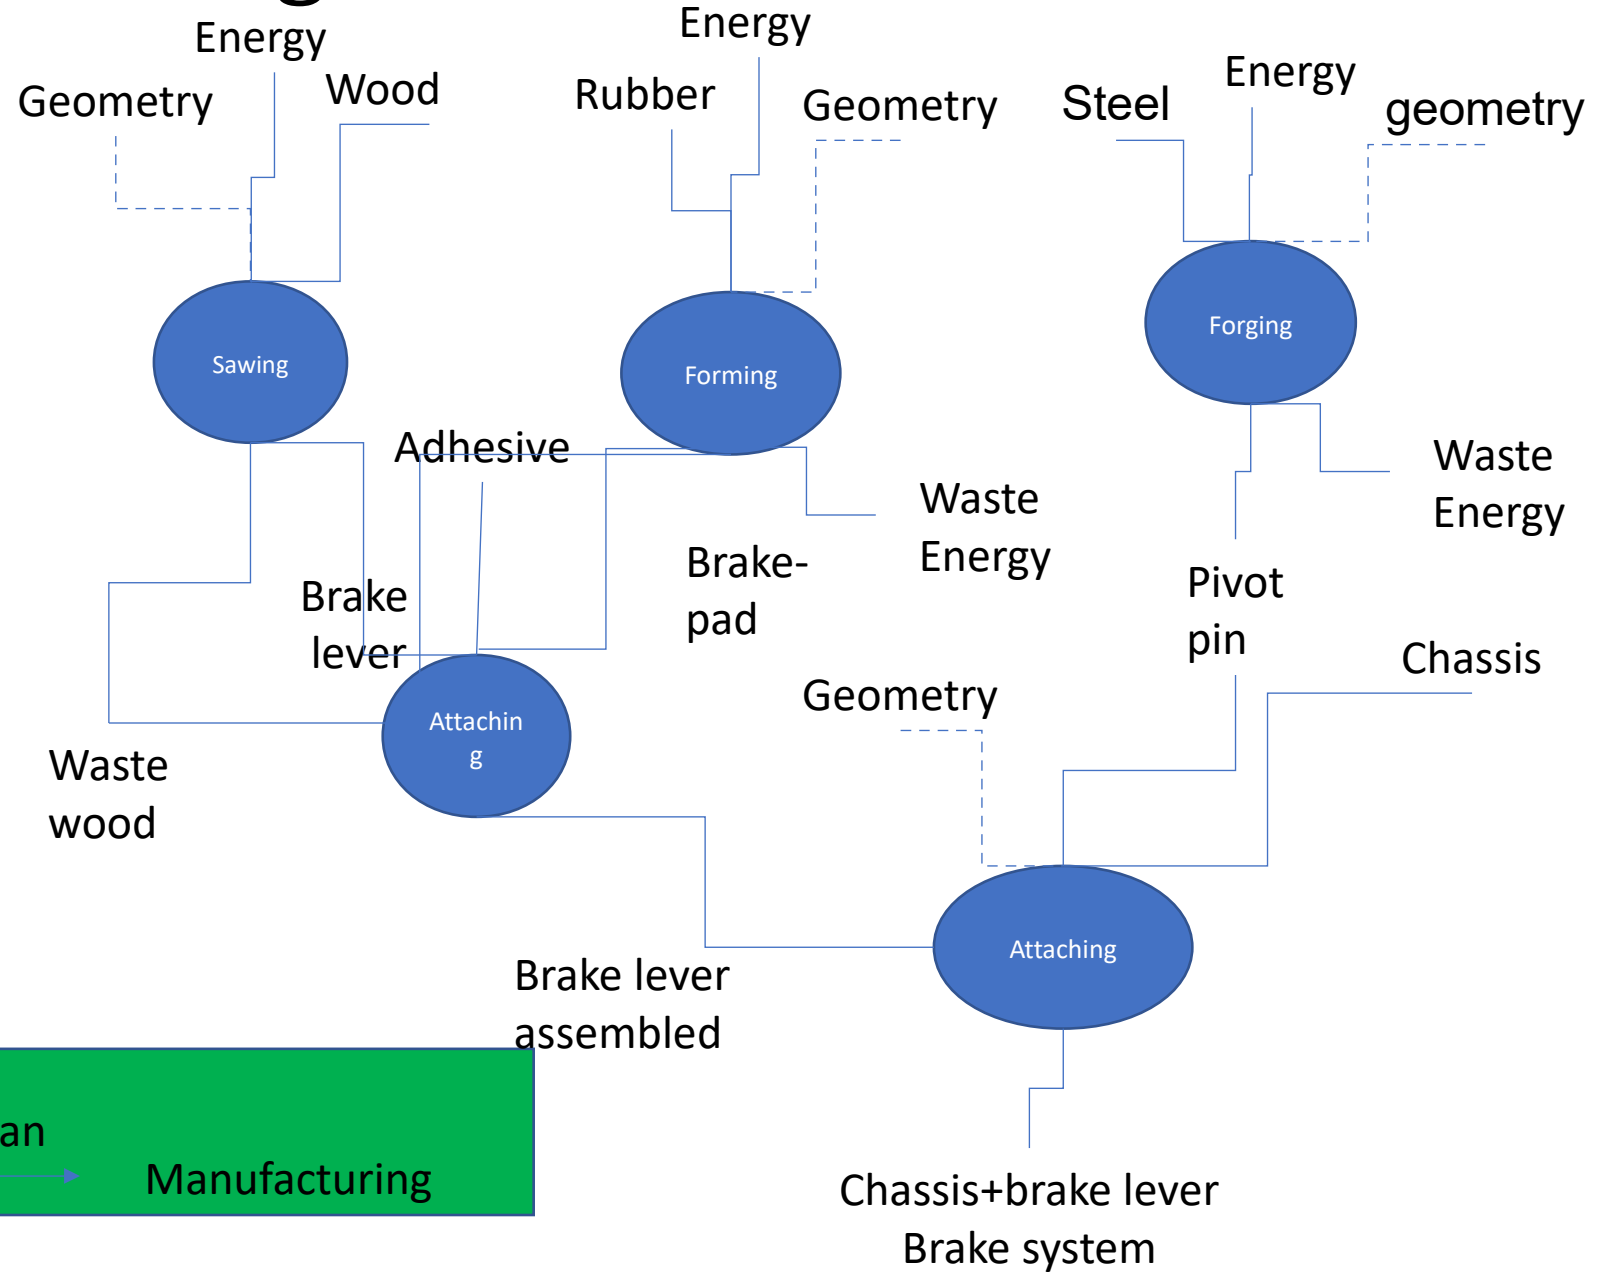 Energy
Geometry
Wood
Energy
Rubber
Geometry
Steel
Energy
geometry
Sawing
Forming
Forging
Adhesive
Waste
Energy
Waste
Energy
Brake-
pad
Brake
lever
Pivot
pin
Chassis
Geometry
Attachin
g
Waste
wood
Attaching
Brake lever
assembled
an
Manufacturing
Chassis+brake lever
Brake system